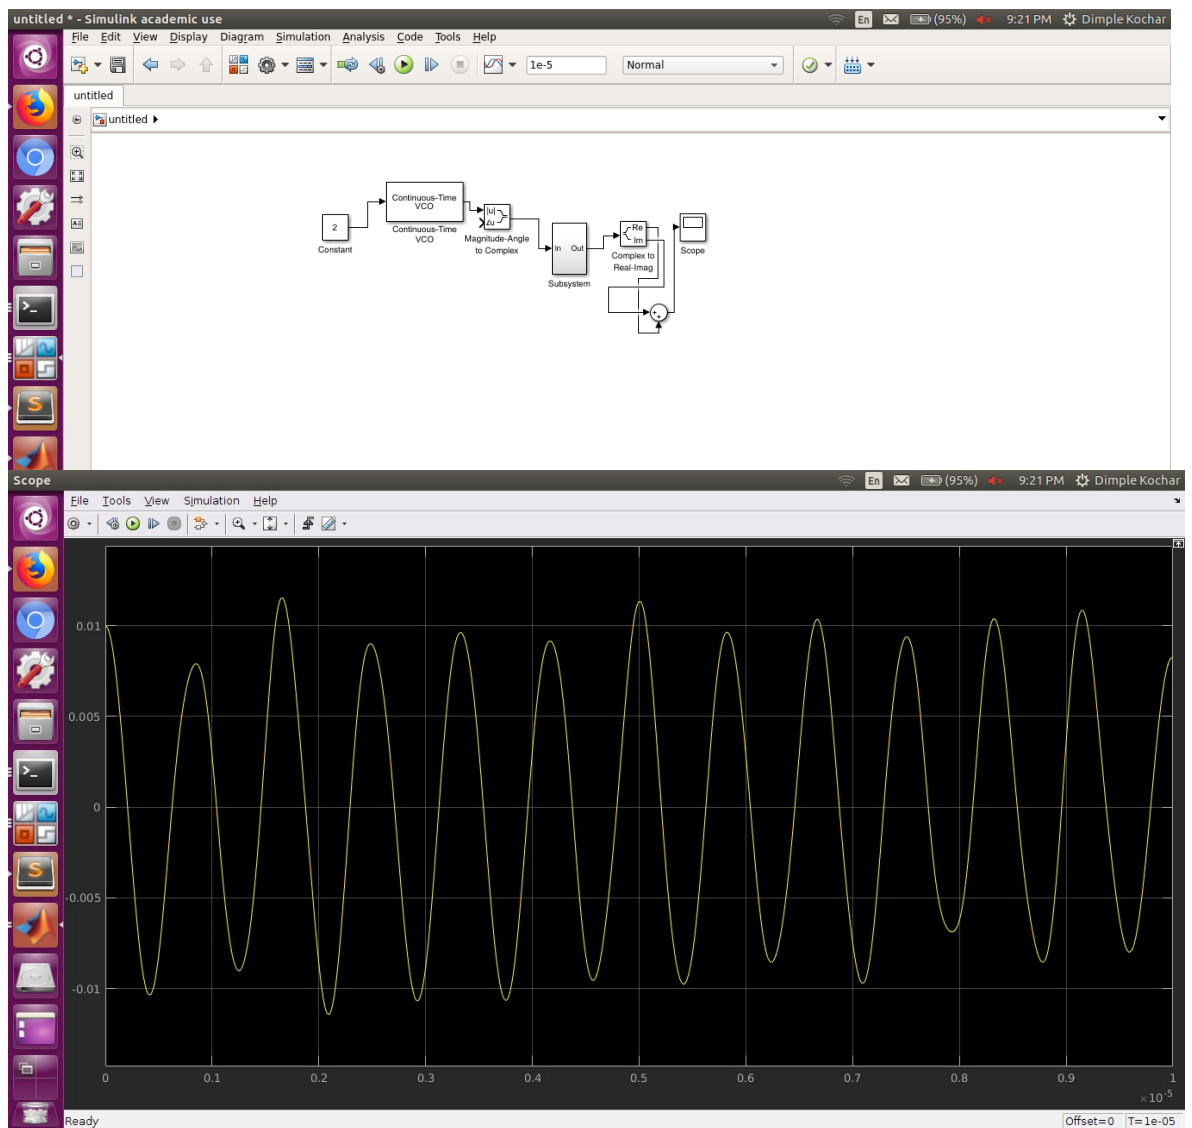 untitled * - Simulink academic use
En (95%) 9:21 PM Dimple Kochar
File Edit View Display Diagram Simulation Analysis Code Tools Help
1e-5 Normal
untitled
untitled
Continuous-Time
VCO
Continuous-Time
VCO
2
Constant
|u|
∠u
Magnitude-Angle
to Complex
In Out
Subsystem
Re
Im
Complex to
Real-Imag
Scope
Scope
En (95%) 9:21 PM Dimple Kochar
File Tools View Simulation Help
0.01
0.005
0
-0.005
-0.01
0 0.1 0.2 0.3 0.4 0.5 0.6 0.7 0.8 0.9 1
×10^-5
Ready Offset=0 T=1e-05